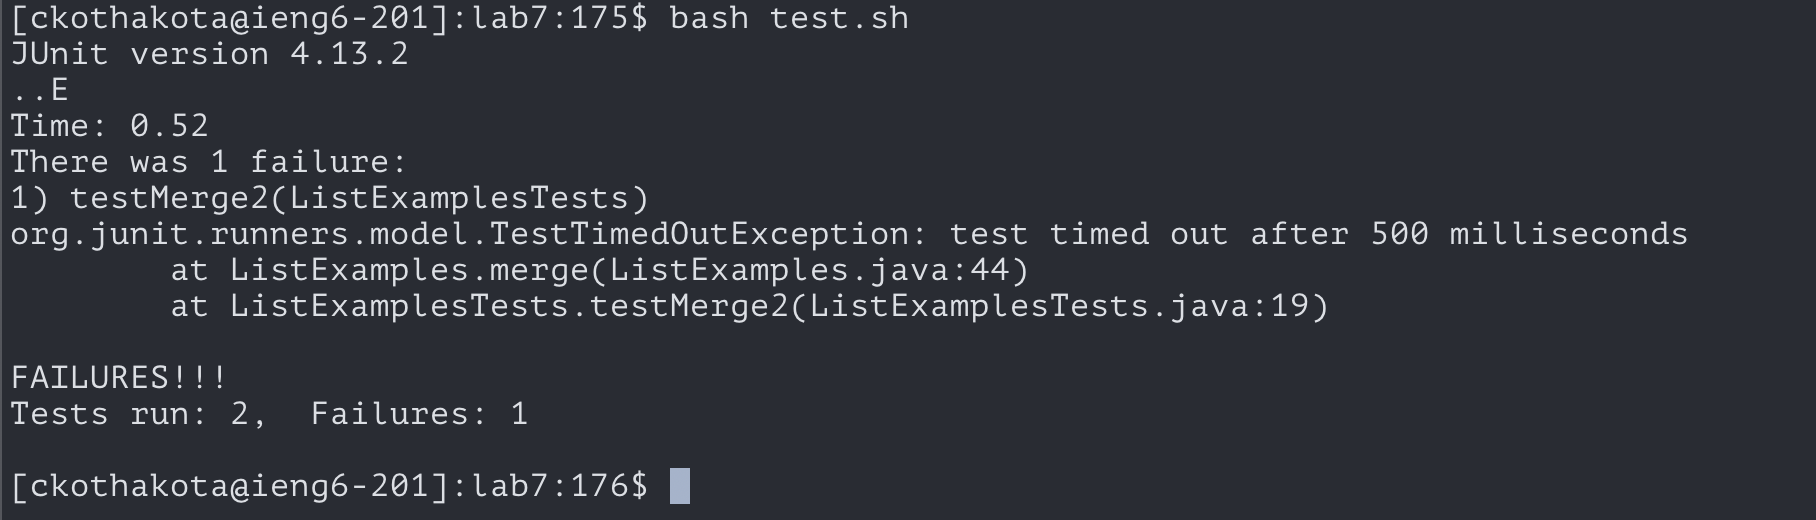 [ckothakota@ieng6-201]:lab7:175$ bash test.sh
JUnit version 4.13.2
..E
Time: 0.52
There was 1 failure:
1) testMerge2(ListExamplesTests)
org.junit.runners.model.TestTimedOutException: test timed out after 500 milliseconds
        at ListExamples.merge(ListExamples.java:44)
        at ListExamplesTests.testMerge2(ListExamplesTests.java:19)

FAILURES!!!
Tests run: 2,  Failures: 1

[ckothakota@ieng6-201]:lab7:176$